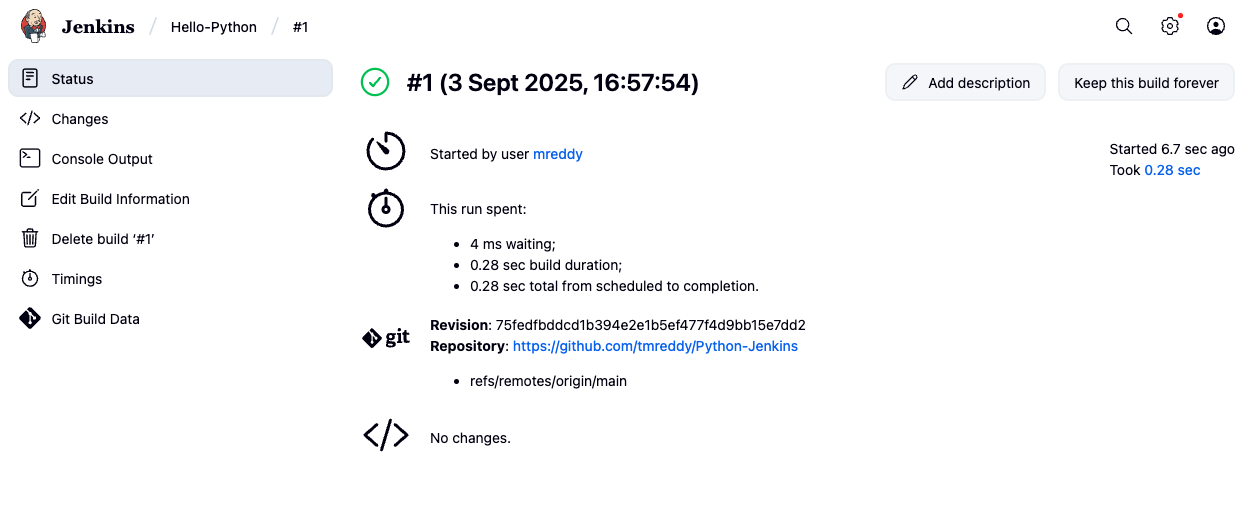 Jenkins / Hello-Python / #1
Status
Changes
Console Output
Edit Build Information
Delete build ‘#1’
Timings
Git Build Data
#1 (3 Sept 2025, 16:57:54)
Add description
Keep this build forever
Started by user mreddy
Started 6.7 sec ago
Took 0.28 sec
This run spent:
• 4 ms waiting;
• 0.28 sec build duration;
• 0.28 sec total from scheduled to completion.
git
Revision: 75fedfbddcd1b394e2e1b5ef477f4d9bb15e7dd2
Repository: https://github.com/tmreddy/Python-Jenkins
• refs/remotes/origin/main
No changes.